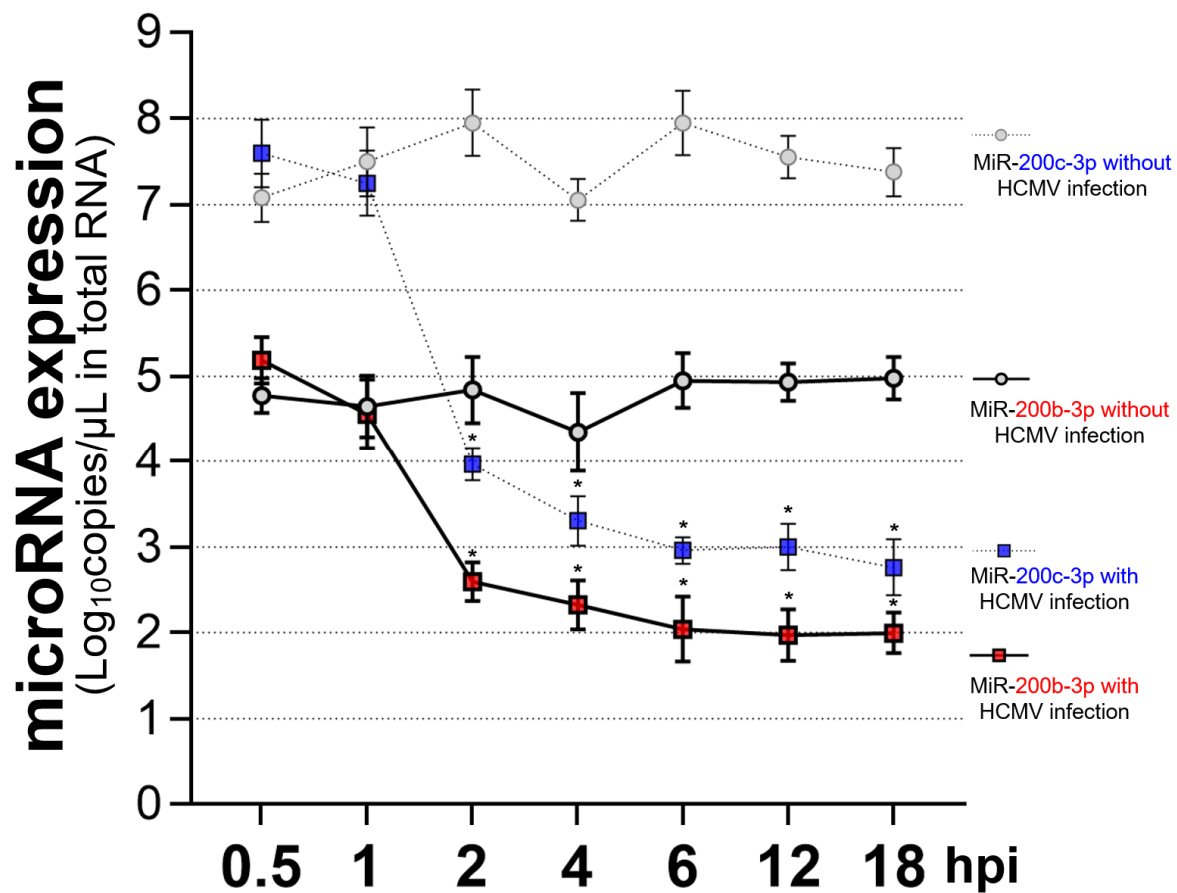 microRNA expression
(Log₁₀copies/µL in total RNA)
9
8
7
6
5
4
3
2
1
0
* * * * *
* * * * *
0.5 1 2 4 6 12 18 hpi
MiR-200c-3p without
HCMV infection
MiR-200b-3p without
HCMV infection
MiR-200c-3p with
HCMV infection
MiR-200b-3p with
HCMV infection